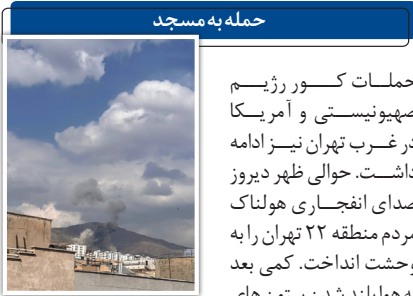 حمله به مسجد
حملات کور رژیم
صهیونیستی و آمریکا
در غرب تهران نیز ادامه
داشت. حوالی ظهر دیروز
صدای انفجاری هولناک
مردم منطقه ۲۲ تهران را به
وحشت انداخت. کمی بعد